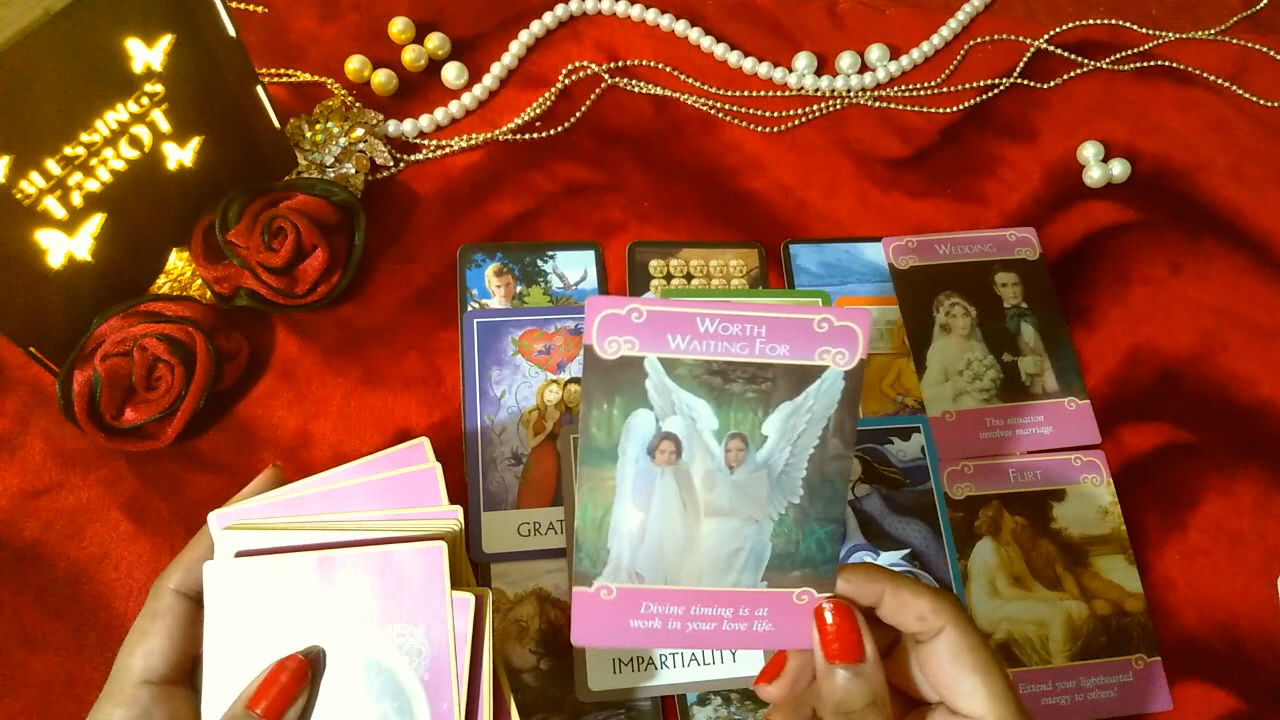 BLESSINGS
TAROT
WEDDING
This situation
involves marriage.
WORTH
WAITING FOR
Divine timing is at
work in your love life.
FLIRT
Extend your lighthearted
energy to others!
GRAT
IMPARTIALITY